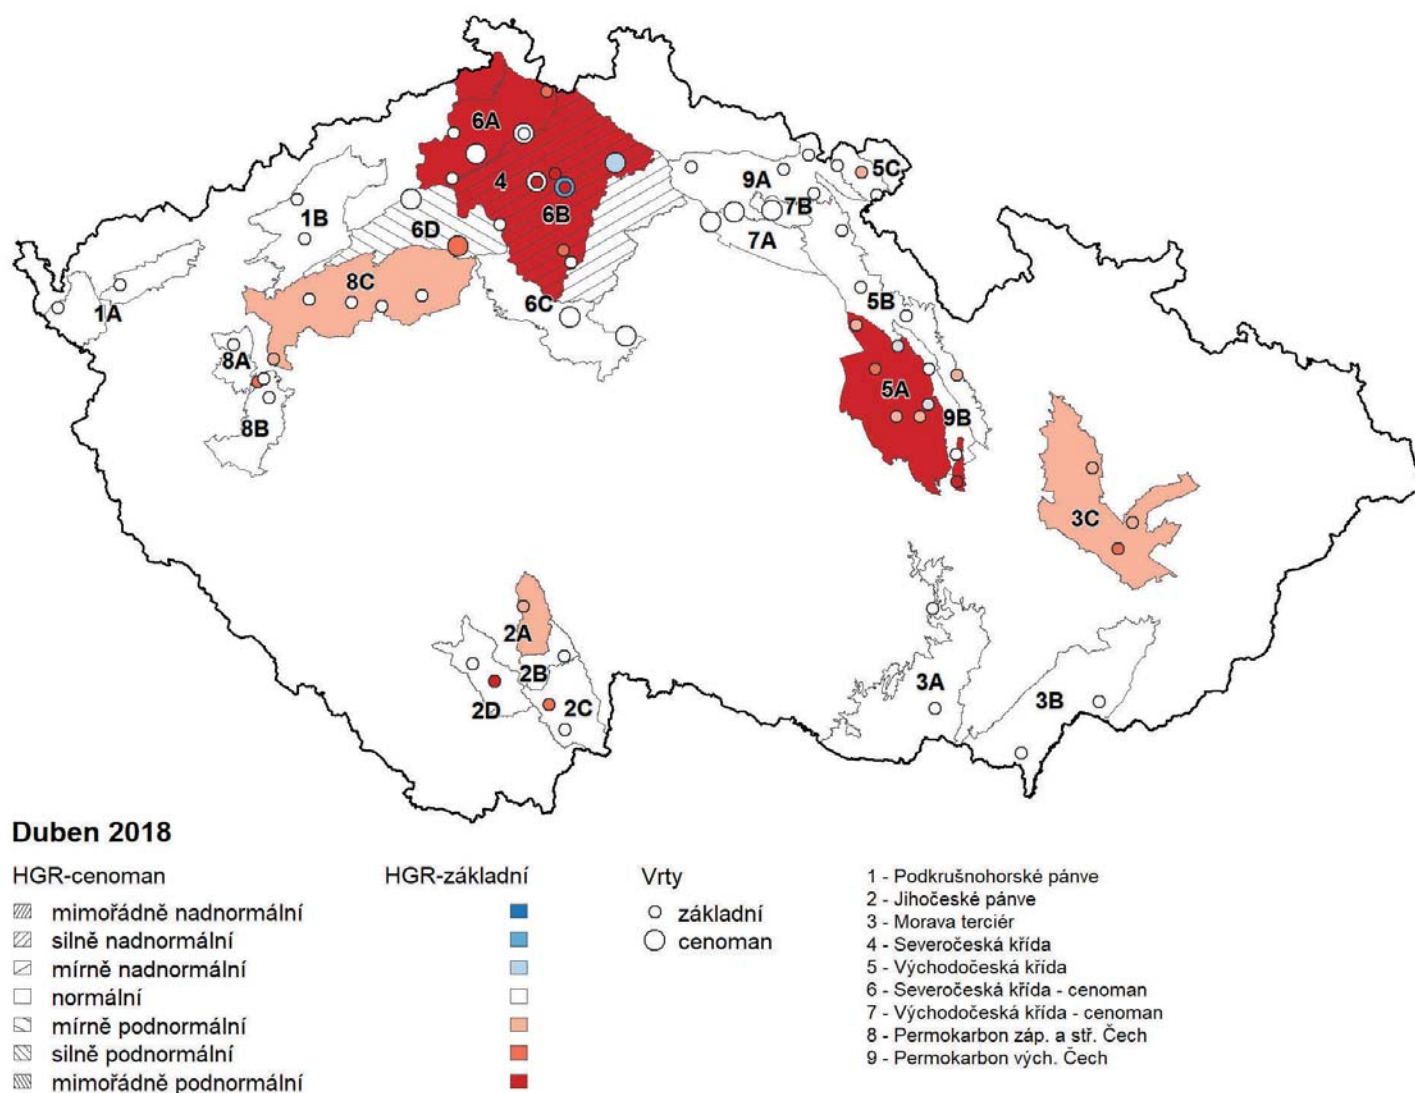 6A
5C
4
9A
1B
7B
6B
6D
7A
8C
5B
1A
6C
8A
5A
8B
9B
3C
2A
2B
3A
3B
2D
2C
Duben 2018
HGR-cenoman
mimořádně nadnormální
silně nadnormální
mírně nadnormální
normální
mírně podnormální
silně podnormální
mimořádně podnormální
HGR-základní
Vrty
základní
cenoman
1 - Podkrušnohorské pánve
2 - Jihočeské pánve
3 - Morava terciér
4 - Severočeská křída
5 - Východočeská křída
6 - Severočeská křída - cenoman
7 - Východočeská křída - cenoman
8 - Permokarbon záp. a stř. Čech
9 - Permokarbon vých. Čech